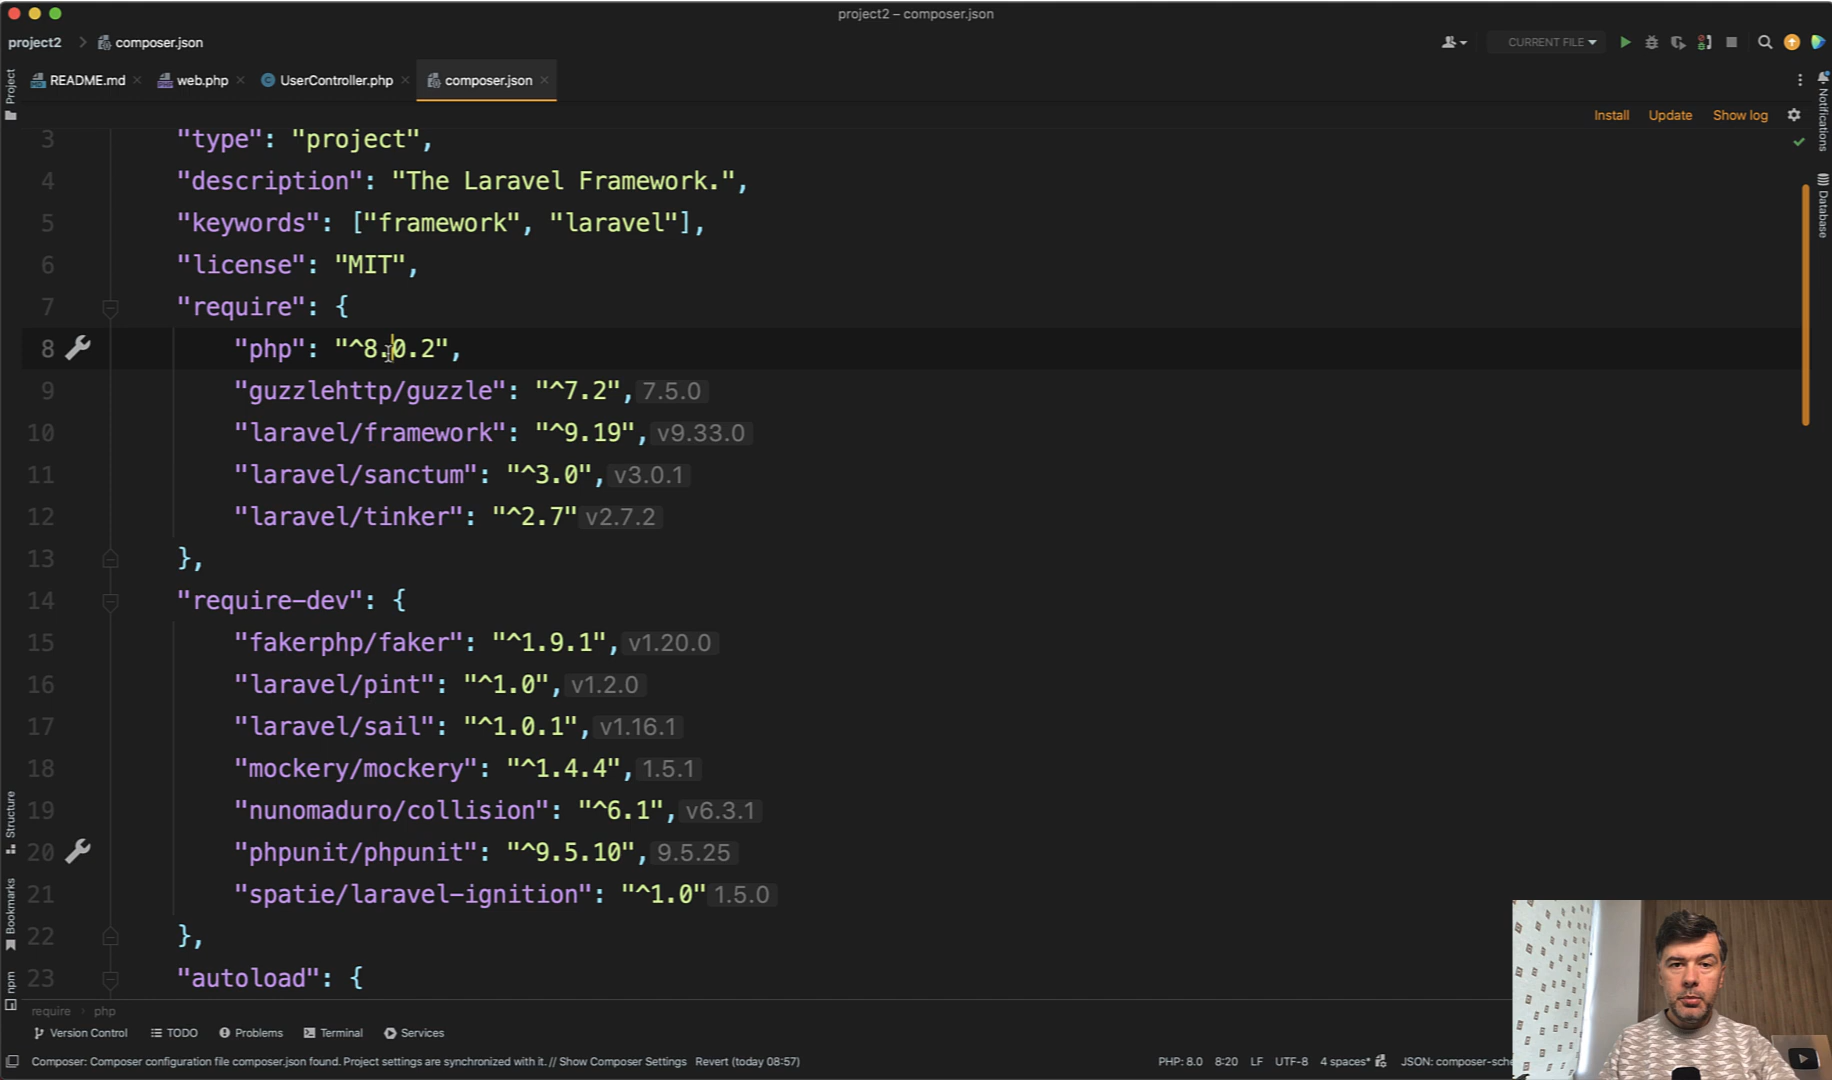 project2 – composer.json
project2 > composer.json
CURRENT FILE
README.md
web.php
UserController.php
composer.json
Install Update Show log
Project
Notifications
Database
3 "type": "project",
4 "description": "The Laravel Framework.",
5 "keywords": ["framework", "laravel"],
6 "license": "MIT",
7 "require": {
8 "php": "^8.0.2",
9 "guzzlehttp/guzzle": "^7.2", 7.5.0
10 "laravel/framework": "^9.19", v9.33.0
11 "laravel/sanctum": "^3.0", v3.0.1
12 "laravel/tinker": "^2.7" v2.7.2
13 },
14 "require-dev": {
15 "fakerphp/faker": "^1.9.1", v1.20.0
16 "laravel/pint": "^1.0", v1.2.0
17 "laravel/sail": "^1.0.1", v1.16.1
18 "mockery/mockery": "^1.4.4", 1.5.1
19 "nunomaduro/collision": "^6.1", v6.3.1
20 "phpunit/phpunit": "^9.5.10", 9.5.25
21 "spatie/laravel-ignition": "^1.0" 1.5.0
22 },
23 "autoload": {
Structure
Bookmarks
npm
require > php
Version Control TODO Problems Terminal Services
Composer: Composer configuration file composer.json found. Project settings are synchronized with it. // Show Composer Settings Revert (today 08:57)
PHP: 8.0 8:20 LF UTF-8 4 spaces* JSON: composer-sche